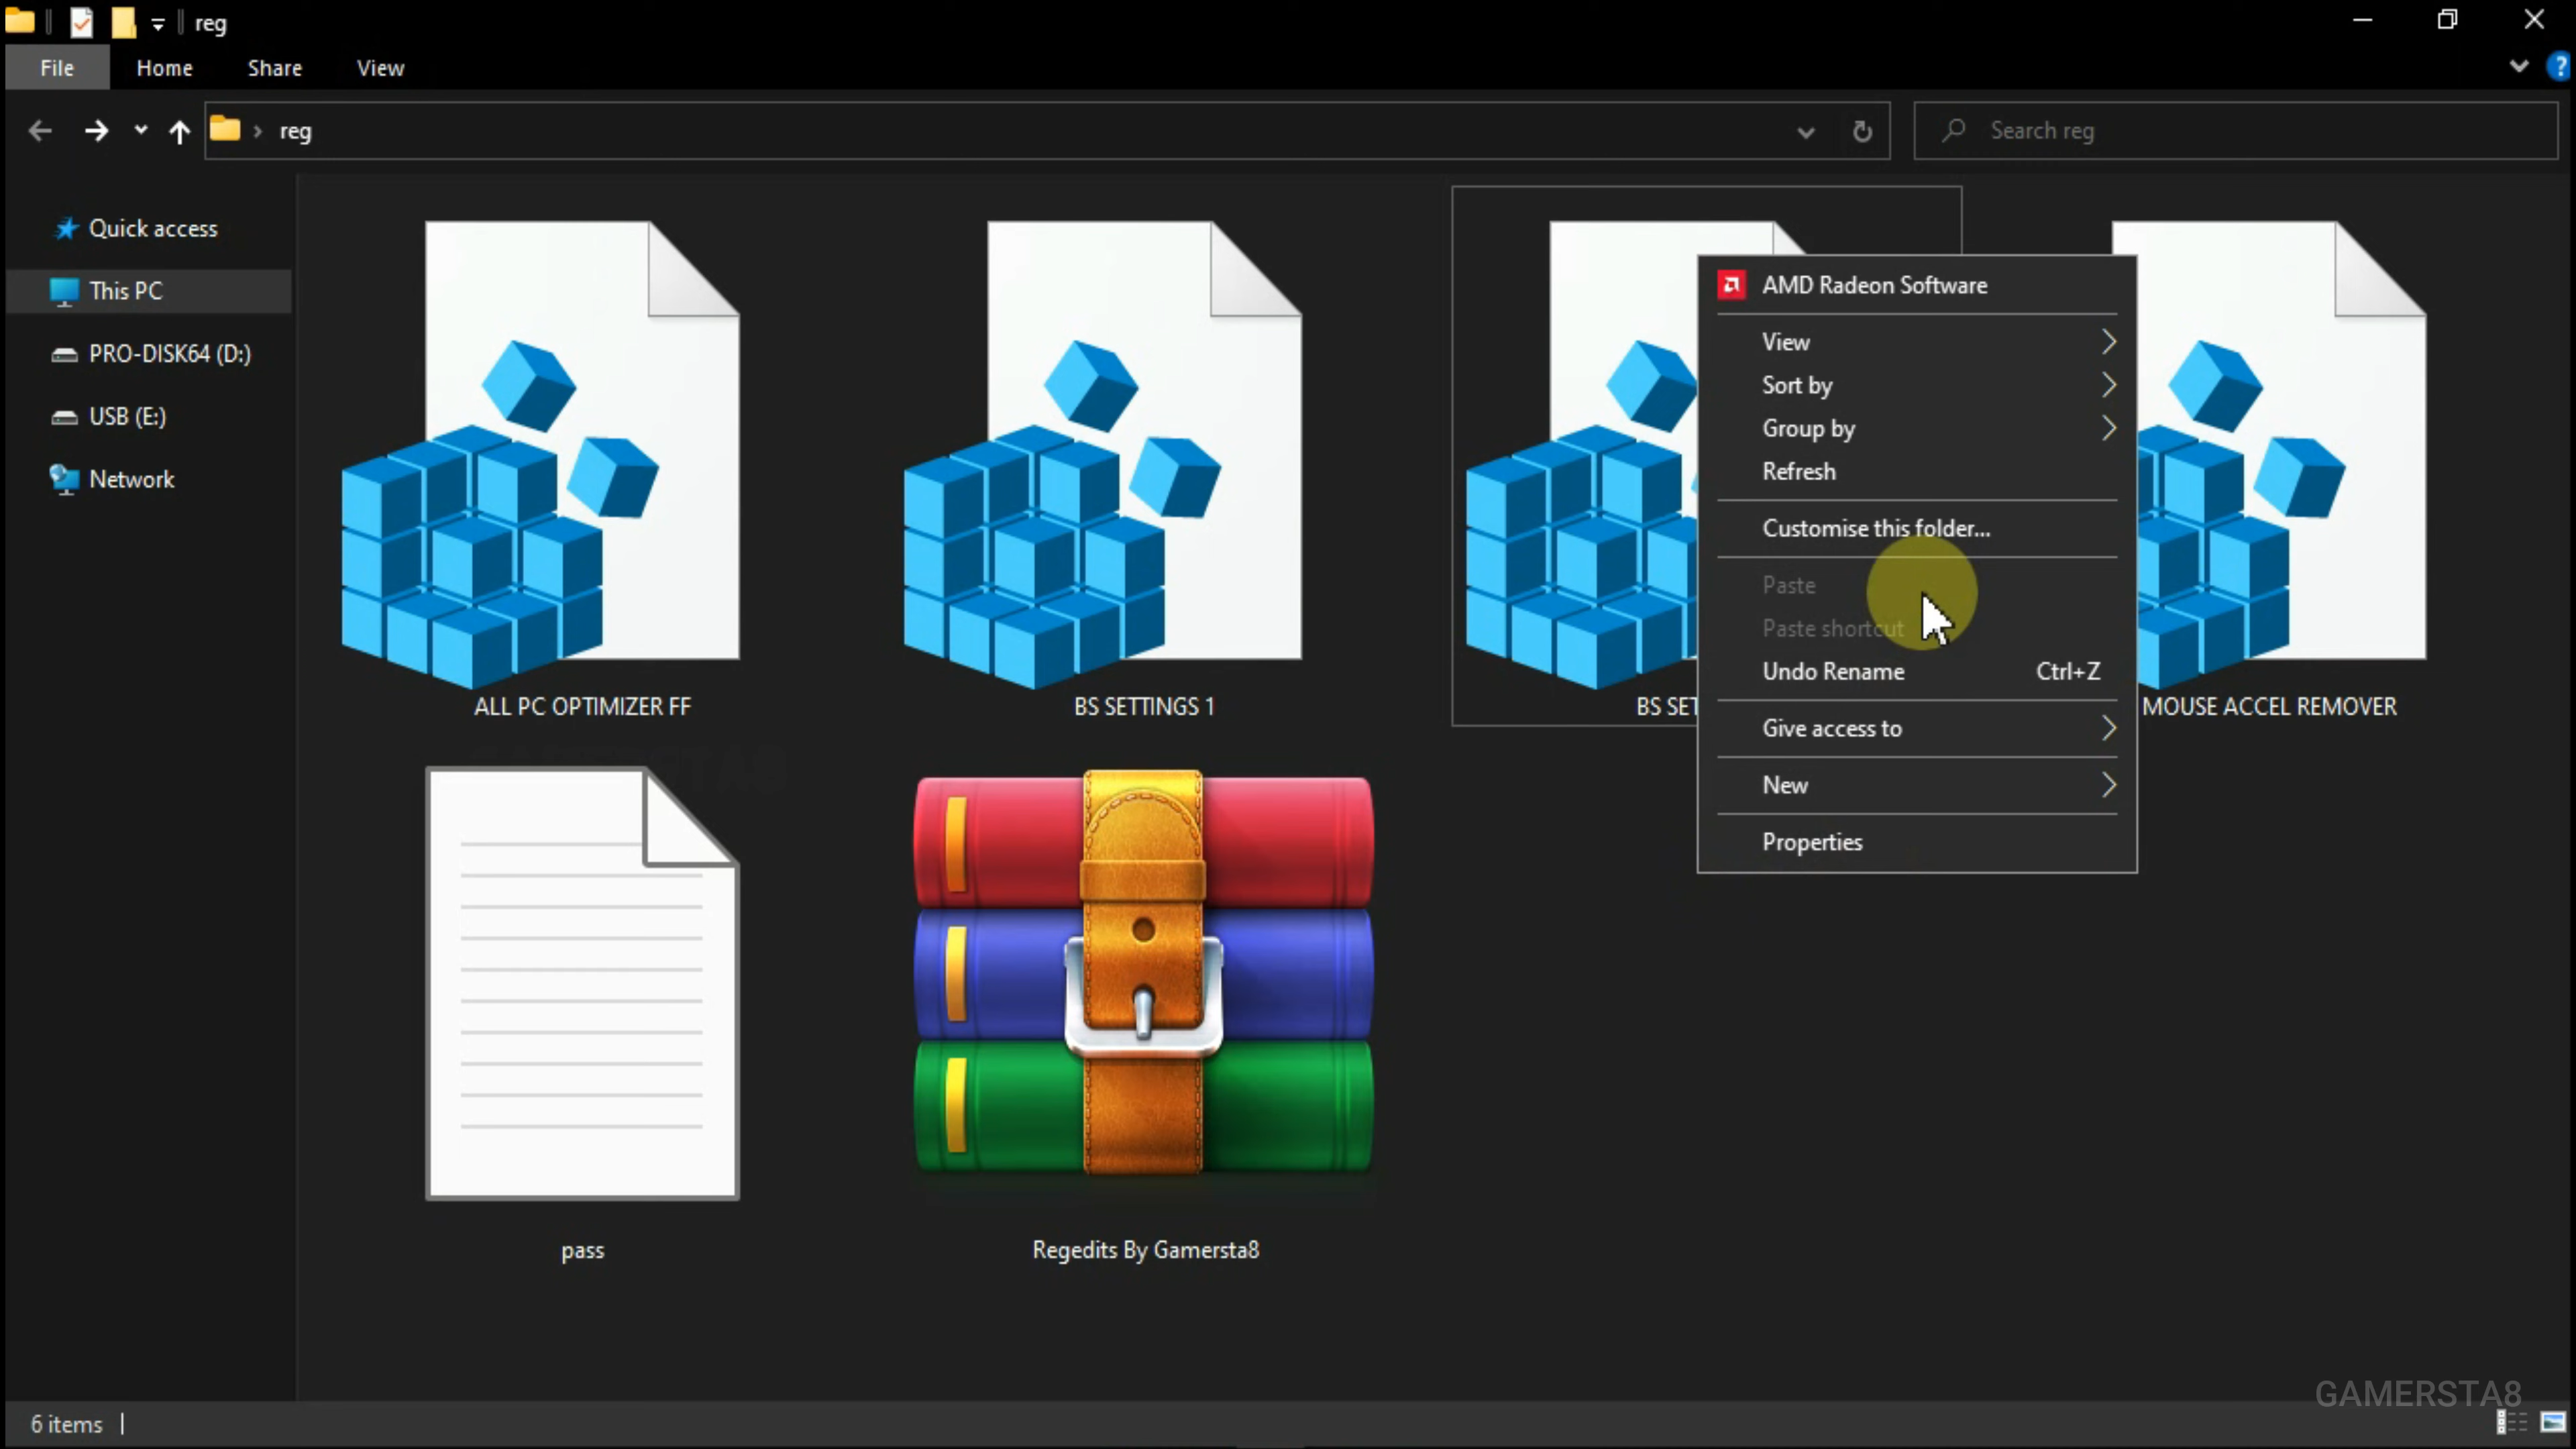 reg
File Home Share View
reg
Search reg
Quick access
This PC
PRO-DISK64 (D:)
USB (E:)
Network
ALL PC OPTIMIZER FF
BS SETTINGS 1
BS SET
MOUSE ACCEL REMOVER
AMD Radeon Software
View
Sort by
Group by
Refresh
Customise this folder...
Paste
Paste shortcut
Undo Rename Ctrl+Z
Give access to
New
Properties
pass
Regedits By Gamersta8
GAMERSTA8
6 items